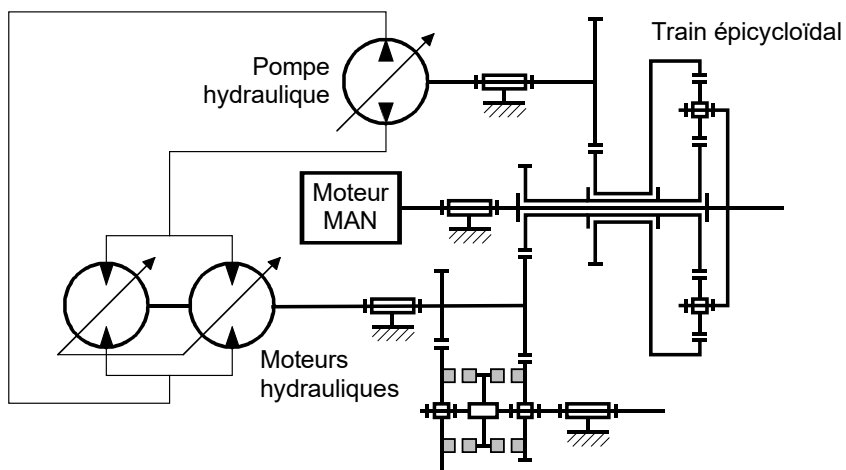 Train épicycloïdal
Pompe
hydraulique
Moteur
MAN
Moteurs
hydrauliques